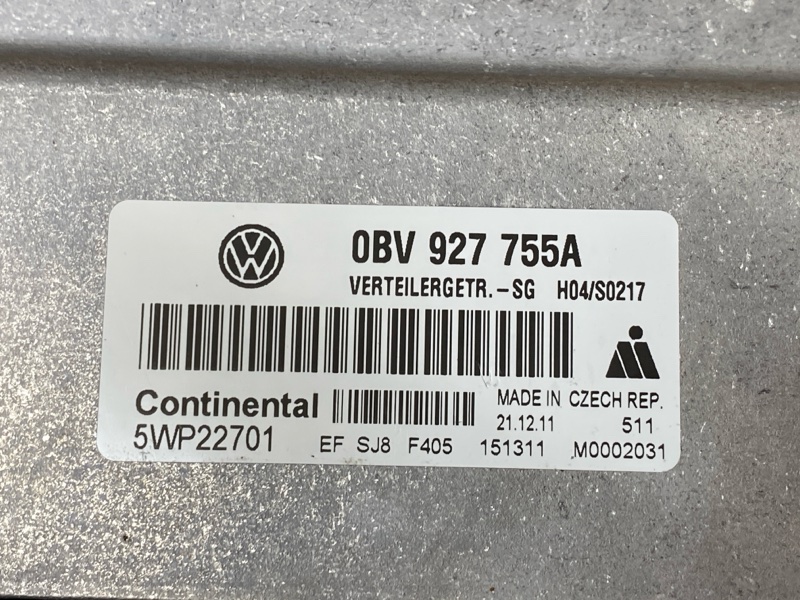 0BV 927 755A
VERTEILERGETR.-SG H04/S0217
Continental
5WP22701
MADE IN CZECH REP.
21.12.11 511
EF SJ8 F405 151311 M0002031